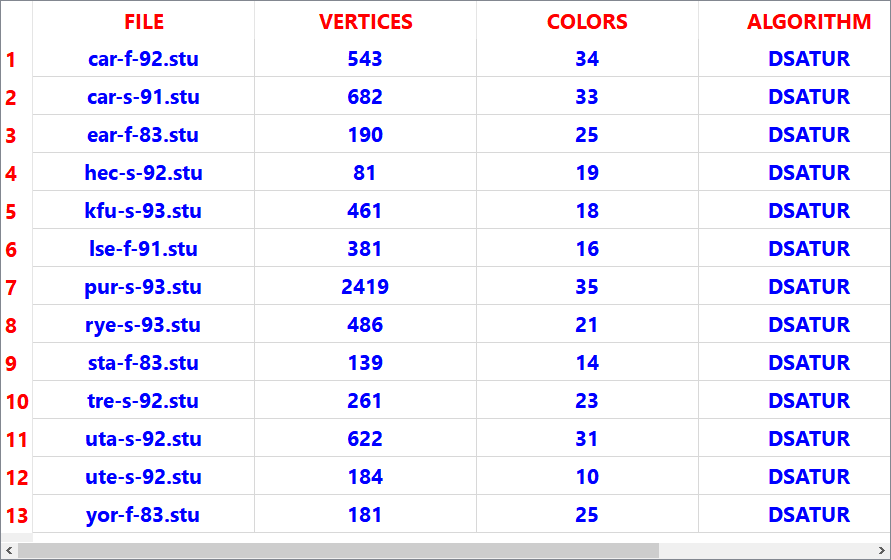 FILE VERTICES COLORS ALGORITHM
1 car-f-92.stu 543 34 DSATUR
2 car-s-91.stu 682 33 DSATUR
3 ear-f-83.stu 190 25 DSATUR
4 hec-s-92.stu 81 19 DSATUR
5 kfu-s-93.stu 461 18 DSATUR
6 lse-f-91.stu 381 16 DSATUR
7 pur-s-93.stu 2419 35 DSATUR
8 rye-s-93.stu 486 21 DSATUR
9 sta-f-83.stu 139 14 DSATUR
10 tre-s-92.stu 261 23 DSATUR
11 uta-s-92.stu 622 31 DSATUR
12 ute-s-92.stu 184 10 DSATUR
13 yor-f-83.stu 181 25 DSATUR